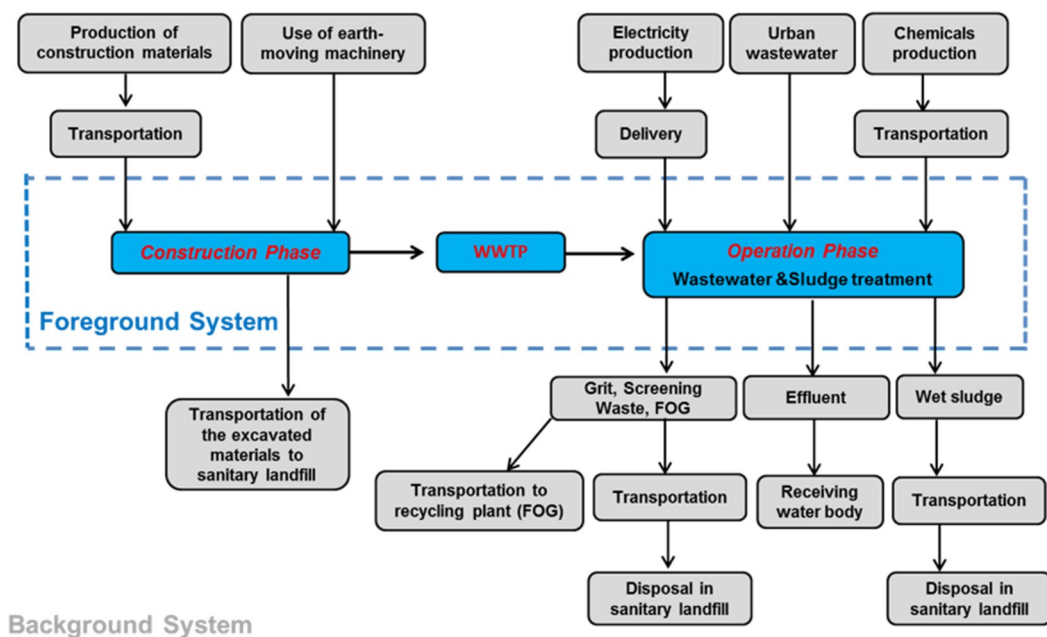 Production of
construction materials
Use of earth-
moving machinery
Electricity
production
Urban
wastewater
Chemicals
production
Transportation
Delivery
Transportation
Construction Phase
WWTP
Operation Phase
Wastewater &Sludge treatment
Foreground System
Transportation of
the excavated
materials to
sanitary landfill
Grit, Screening
Waste, FOG
Effluent
Wet sludge
Transportation to
recycling plant (FOG)
Transportation
Receiving
water body
Transportation
Disposal in
sanitary landfill
Disposal in
sanitary landfill
Background System